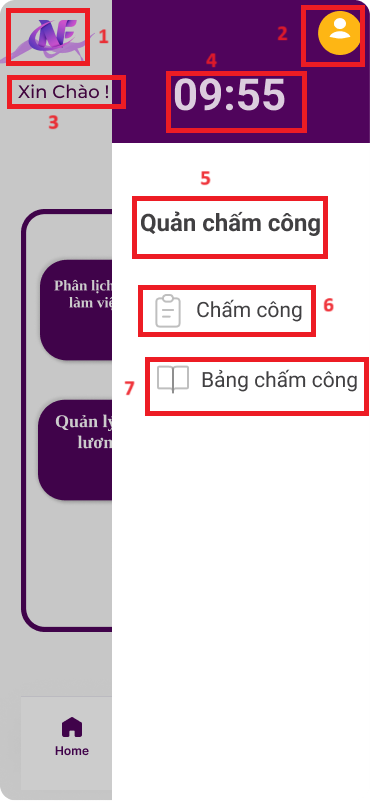 NE
1
2
Xin Chào !
3
4
09:55
5
Quản chấm công
Chấm công
6
7
Bảng chấm công
Phân lịch
làm việ
Quản lý
lươn
Home